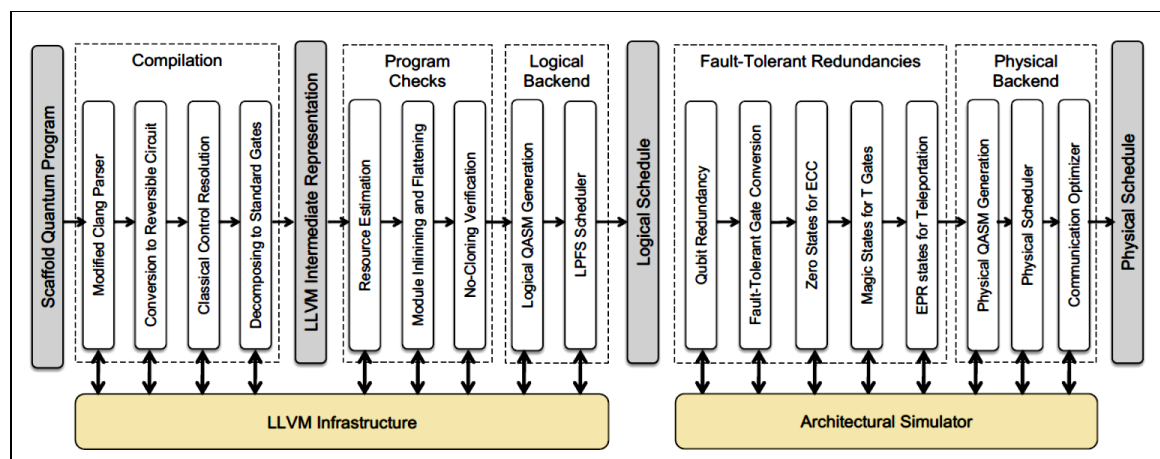 Scaffold Quantum Program
Compilation
Modified Clang Parser
Conversion to Reversible Circuit
Classical Control Resolution
Decomposing to Standard Gates
LLVM Intermediate Representation
Program
Checks
Resource Estimation
Module Inlining and Flattening
No-Cloning Verification
Logical
Backend
Logical QASM Generation
LPFS Scheduler
Logical Schedule
Fault-Tolerant Redundancies
Qubit Redundancy
Fault-Tolerant Gate Conversion
Zero States for ECC
Magic States for T Gates
EPR states for Teleportation
Physical
Backend
Physical QASM Generation
Physical Scheduler
Communication Optimizer
Physical Schedule
LLVM Infrastructure
Architectural Simulator